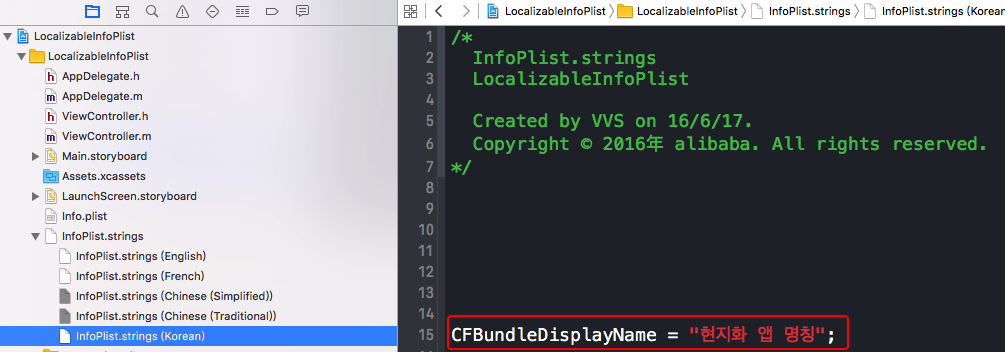 LocalizableInfoPlist
LocalizableInfoPlist
AppDelegate.h
AppDelegate.m
ViewController.h
ViewController.m
Main.storyboard
Assets.xcassets
LaunchScreen.storyboard
Info.plist
InfoPlist.strings
InfoPlist.strings (English)
InfoPlist.strings (French)
InfoPlist.strings (Chinese (Simplified))
InfoPlist.strings (Chinese (Traditional))
InfoPlist.strings (Korean)
LocalizableInfoPlist LocalizableInfoPlist InfoPlist.strings InfoPlist.strings (Korean
1 /*
2 InfoPlist.strings
3 LocalizableInfoPlist
4
5 Created by VVS on 16/6/17.
6 Copyright © 2016年 alibaba. All rights reserved.
7 */
8
9
10
11
12
13
14
15 CFBundleDisplayName = "현지화 앱 명칭";